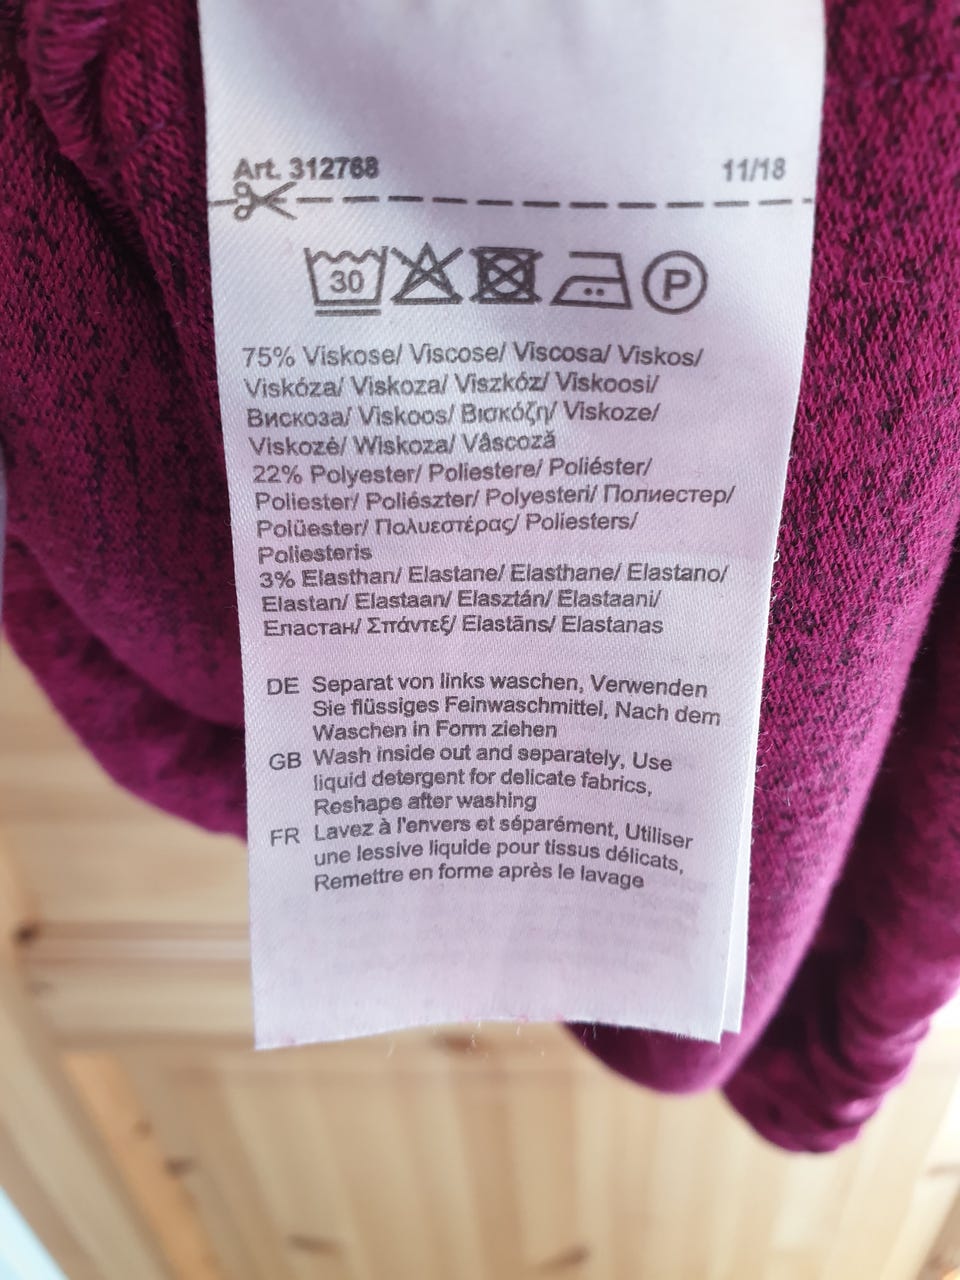 Art. 312768 11/18
30 P
75% Viskose/ Viscose/ Viscosa/ Viskos/
Viskóza/ Viskoza/ Viszkóz/ Viskoosi/
Вискоза/ Viskoos/ Βισκόζη/ Viskoze/
Viskozė/ Wiskoza/ Vâscoză
22% Polyester/ Poliestere/ Poliéster/
Poliester/ Poliészter/ Polyesteri/ Полиестер/
Polüester/ Πολυεστέρας/ Poliesters/
Poliesteris
3% Elasthan/ Elastane/ Elasthane/ Elastano/
Elastan/ Elastaan/ Elasztán/ Elastaani/
Еластан/ Σπάντεξ/ Elastāns/ Elastanas
DE Separat von links waschen, Verwenden
Sie flüssiges Feinwaschmittel, Nach dem
Waschen in Form ziehen
GB Wash inside out and separately, Use
liquid detergent for delicate fabrics,
Reshape after washing
FR Lavez à l'envers et séparément, Utiliser
une lessive liquide pour tissus délicats,
Remettre en forme après le lavage